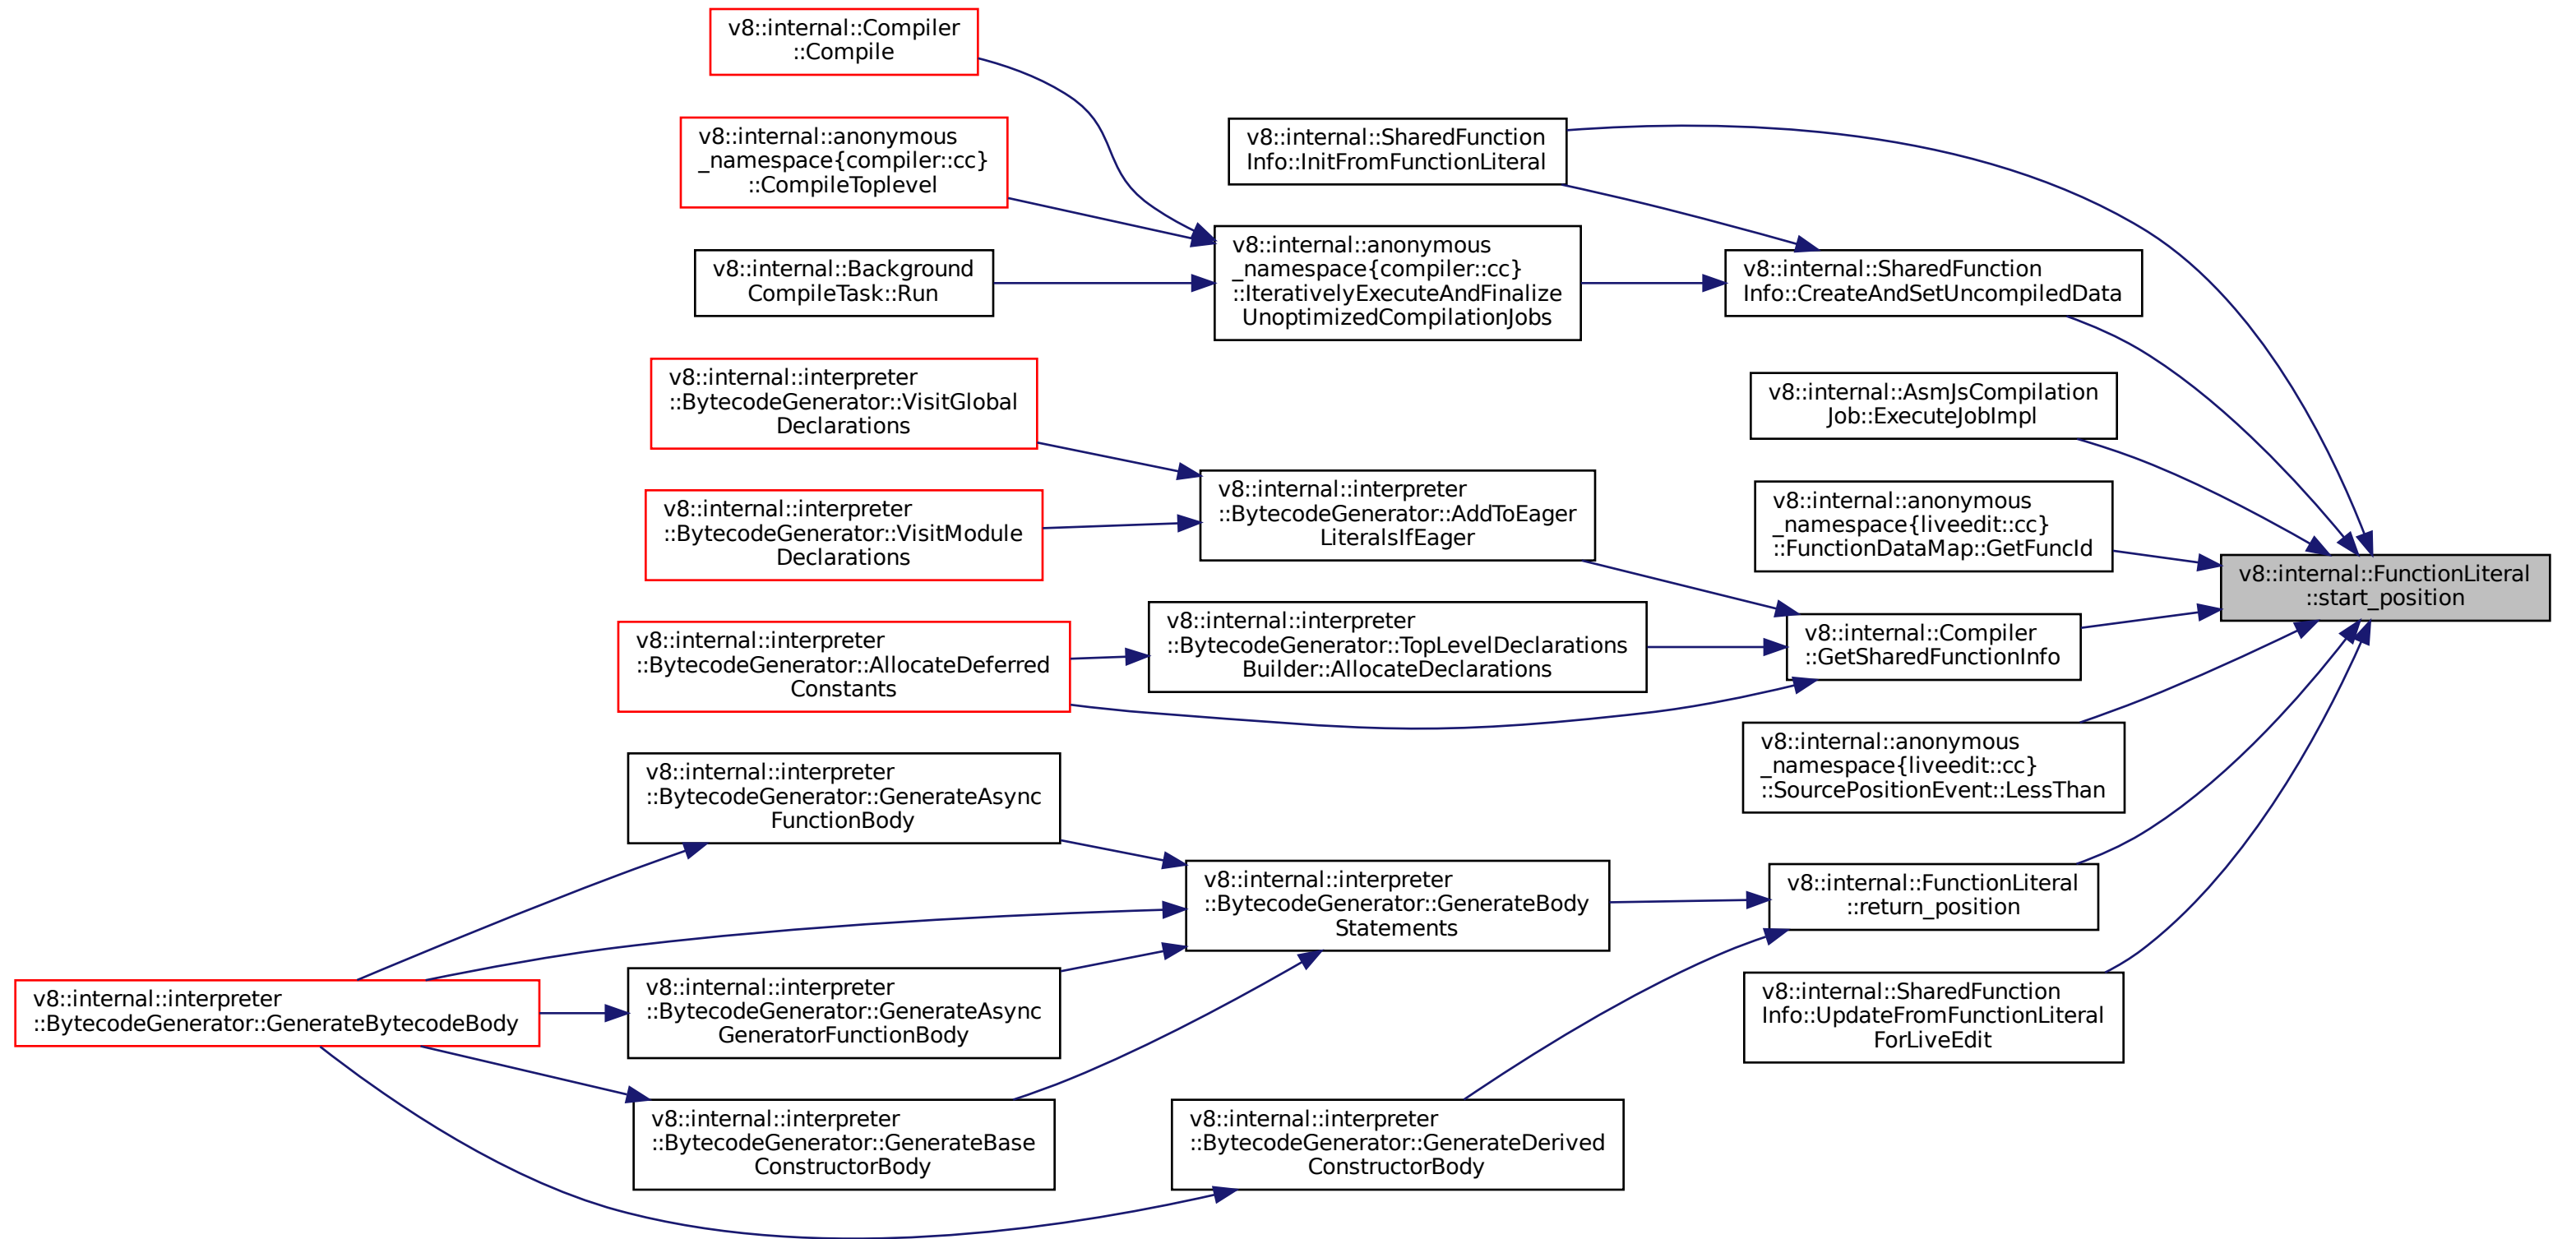 v8::internal::Compiler
::Compile
v8::internal::anonymous
_namespace{compiler::cc}
::CompileToplevel
v8::internal::Background
CompileTask::Run
v8::internal::interpreter
::BytecodeGenerator::VisitGlobal
Declarations
v8::internal::interpreter
::BytecodeGenerator::VisitModule
Declarations
v8::internal::interpreter
::BytecodeGenerator::AllocateDeferred
Constants
v8::internal::interpreter
::BytecodeGenerator::GenerateAsync
FunctionBody
v8::internal::interpreter
::BytecodeGenerator::GenerateBytecodeBody
v8::internal::interpreter
::BytecodeGenerator::GenerateAsync
GeneratorFunctionBody
v8::internal::interpreter
::BytecodeGenerator::GenerateBase
ConstructorBody
v8::internal::SharedFunction
Info::InitFromFunctionLiteral
v8::internal::anonymous
_namespace{compiler::cc}
::IterativelyExecuteAndFinalize
UnoptimizedCompilationJobs
v8::internal::interpreter
::BytecodeGenerator::AddToEager
LiteralsIfEager
v8::internal::interpreter
::BytecodeGenerator::TopLevelDeclarations
Builder::AllocateDeclarations
v8::internal::interpreter
::BytecodeGenerator::GenerateBody
Statements
v8::internal::interpreter
::BytecodeGenerator::GenerateDerived
ConstructorBody
v8::internal::SharedFunction
Info::CreateAndSetUncompiledData
v8::internal::AsmJsCompilation
Job::ExecuteJobImpl
v8::internal::anonymous
_namespace{liveedit::cc}
::FunctionDataMap::GetFuncId
v8::internal::Compiler
::GetSharedFunctionInfo
v8::internal::anonymous
_namespace{liveedit::cc}
::SourcePositionEvent::LessThan
v8::internal::FunctionLiteral
::return_position
v8::internal::SharedFunction
Info::UpdateFromFunctionLiteral
ForLiveEdit
v8::internal::FunctionLiteral
::start_position